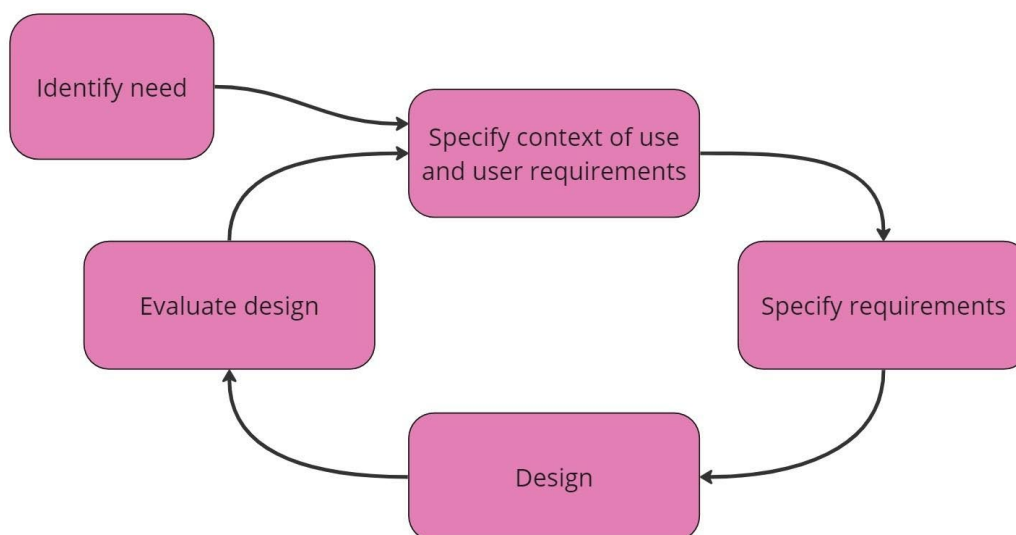 Identify need
Specify context of use
and user requirements
Evaluate design
Specify requirements
Design